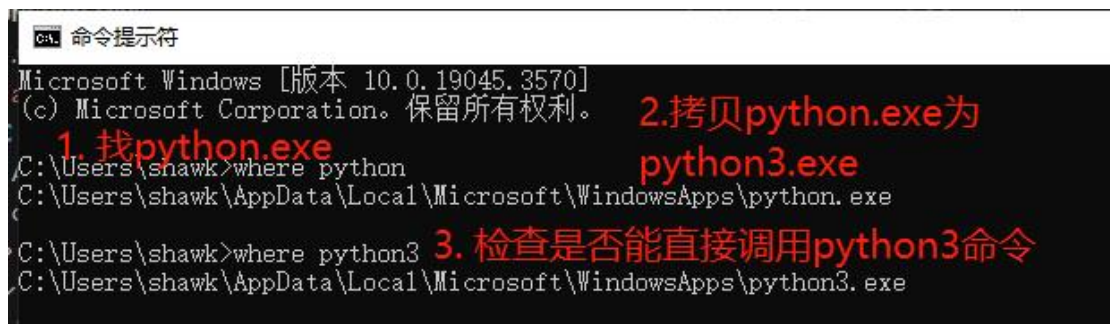 命令提示符
Microsoft Windows [版本 10.0.19045.3570]
(c) Microsoft Corporation。保留所有权利。
2.拷贝python.exe为
python3.exe
1. 找python.exe
C:\Users\shawk>where python
C:\Users\shawk\AppData\Local\Microsoft\WindowsApps\python.exe
C:\Users\shawk>where python3
3. 检查是否能直接调用python3命令
C:\Users\shawk\AppData\Local\Microsoft\WindowsApps\python3.exe